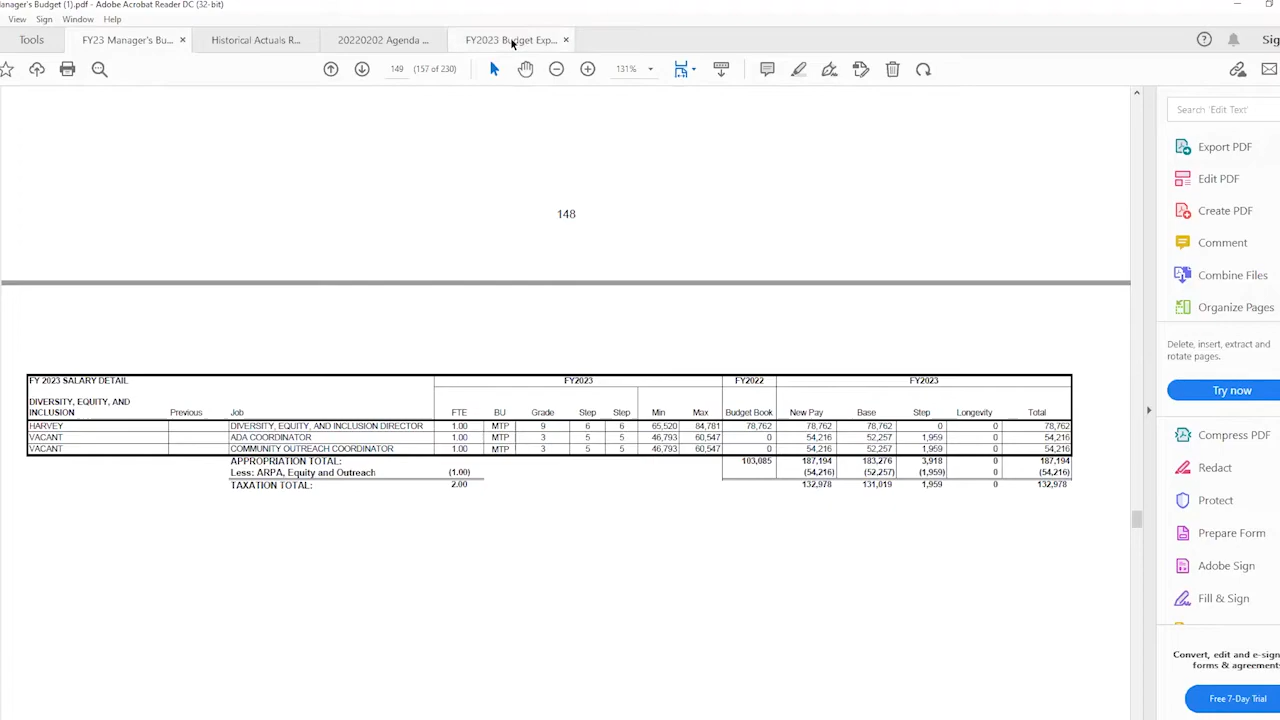 Manager's Budget (1).pdf - Adobe Acrobat Reader DC (32-bit)
View Sign Window Help
Tools FY23 Manager's Bu... × Historical Actuals R... 20220202 Agenda ... FY2023 Budget Exp... ×
149 (157 of 230) 131%
Search 'Edit Text'
Export PDF
Edit PDF
Create PDF
Comment
Combine Files
Organize Pages
Delete, insert, extract and
rotate pages.
Try now
Compress PDF
Redact
Protect
Prepare Form
Adobe Sign
Fill & Sign
Convert, edit and e-sign
forms & agreements
Free 7-Day Trial
148
FY 2023 SALARY DETAIL FY2023 FY2022 FY2023
DIVERSITY, EQUITY, AND
INCLUSION Previous Job FTE BU Grade Step Step Min Max Budget Book New Pay Base Step Longevity Total
HARVEY DIVERSITY, EQUITY, AND INCLUSION DIRECTOR 1.00 MTP 9 6 6 65,520 84,781 78,762 78,762 78,762 0 0 78,762
VACANT ADA COORDINATOR 1.00 MTP 3 5 5 46,793 60,547 0 54,216 52,257 1,959 0 54,216
VACANT COMMUNITY OUTREACH COORDINATOR 1.00 MTP 3 5 5 46,793 60,547 0 54,216 52,257 1,959 0 54,216
APPROPRIATION TOTAL: 103,085 187,194 183,276 3,918 0 187,194
Less: ARPA, Equity and Outreach (1.00) (54,216) (52,257) (1,959) 0 (54,216)
TAXATION TOTAL: 2.00 132,978 131,019 1,959 0 132,978